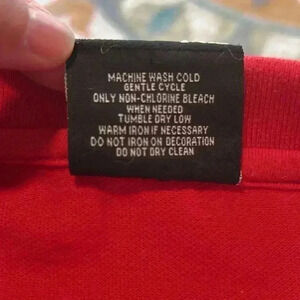 MACHINE WASH COLD
GENTLE CYCLE
ONLY NON-CHLORINE BLEACH
WHEN NEEDED
TUMBLE DRY LOW
WARM IRON IF NECESSARY
DO NOT IRON ON DECORATION
DO NOT DRY CLEAN